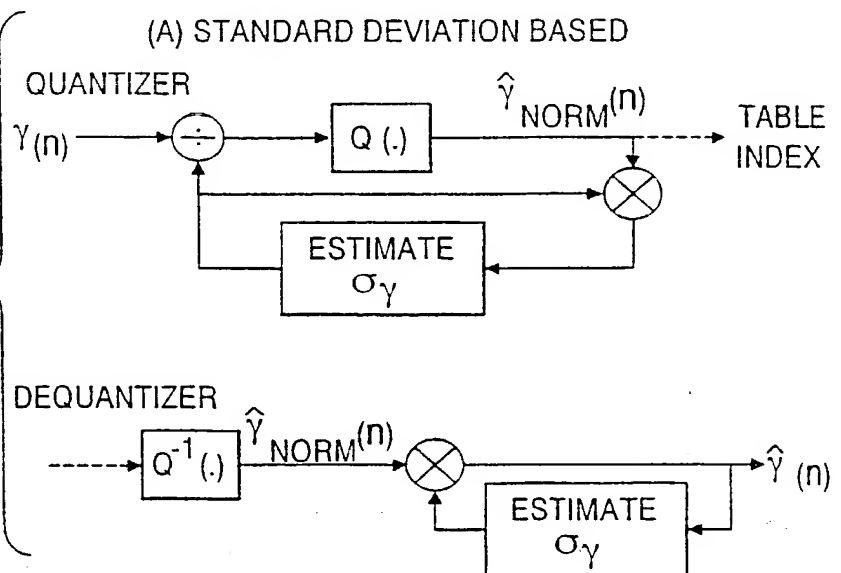 (A) STANDARD DEVIATION BASED
QUANTIZER
γ(n)
÷
Q (.)
γ̂NORM(n)
TABLE
INDEX
ESTIMATE
σγ
DEQUANTIZER
Q⁻¹(.)
γ̂NORM(n)
γ̂(n)
ESTIMATE
σγ